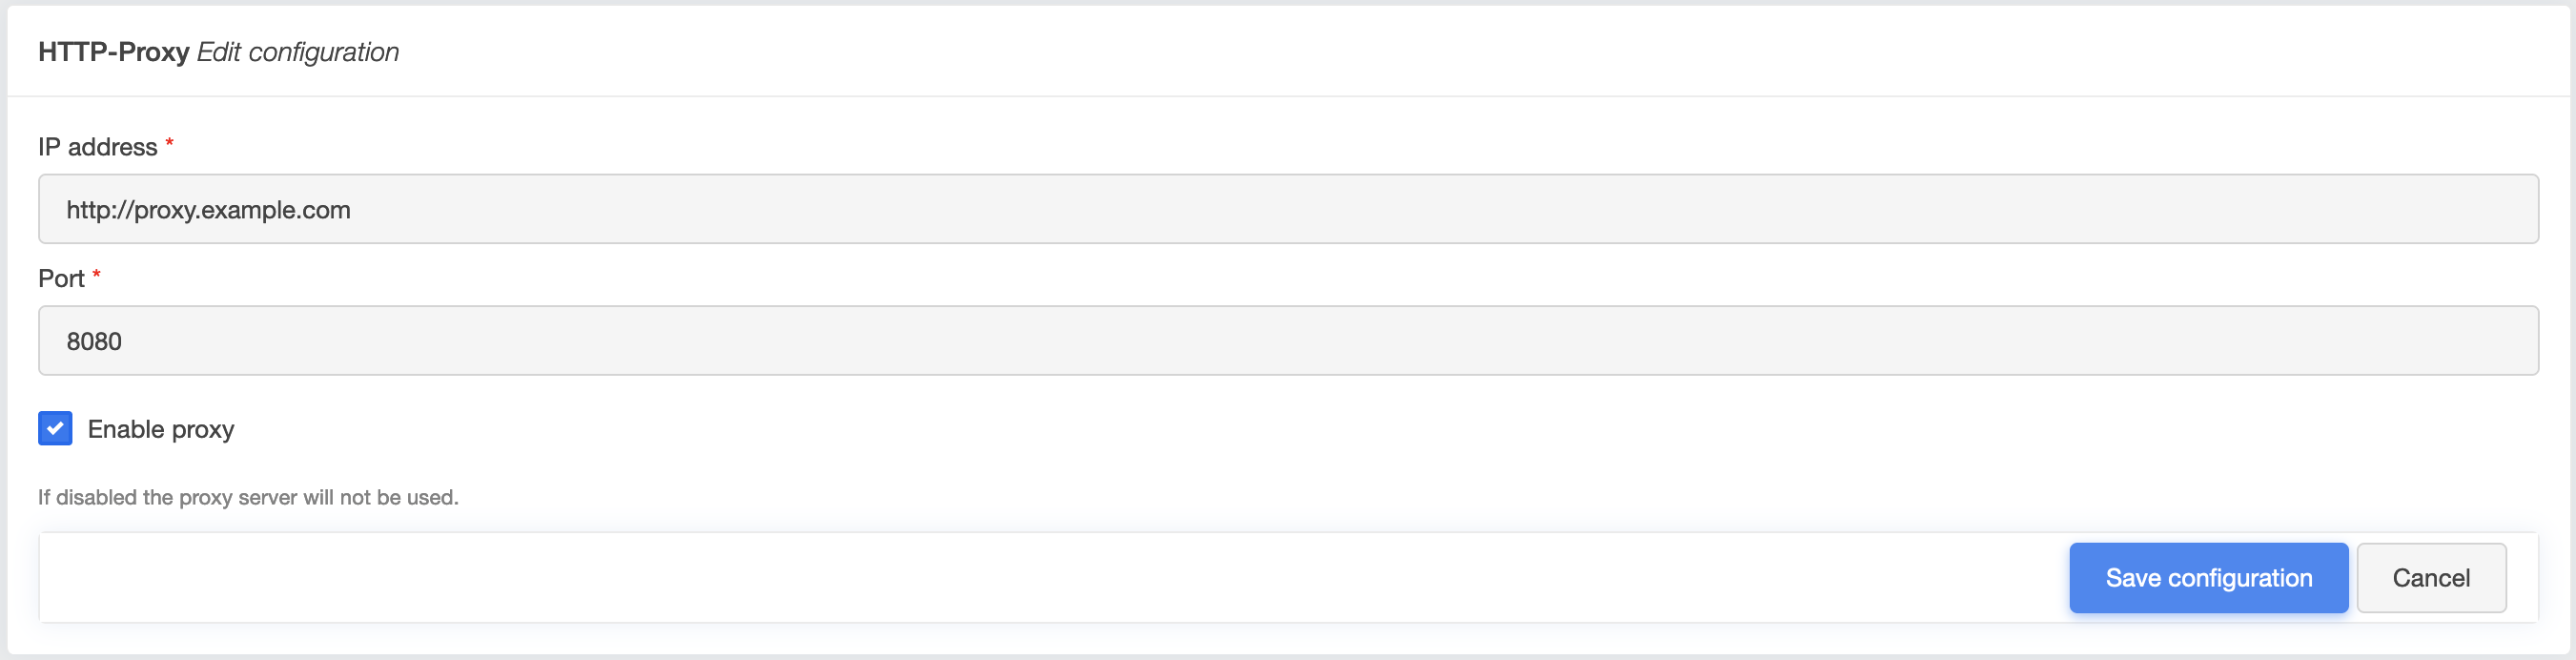 HTTP-Proxy Edit configuration
IP address *
http://proxy.example.com
Port *
8080
Enable proxy
If disabled the proxy server will not be used.
Save configuration Cancel